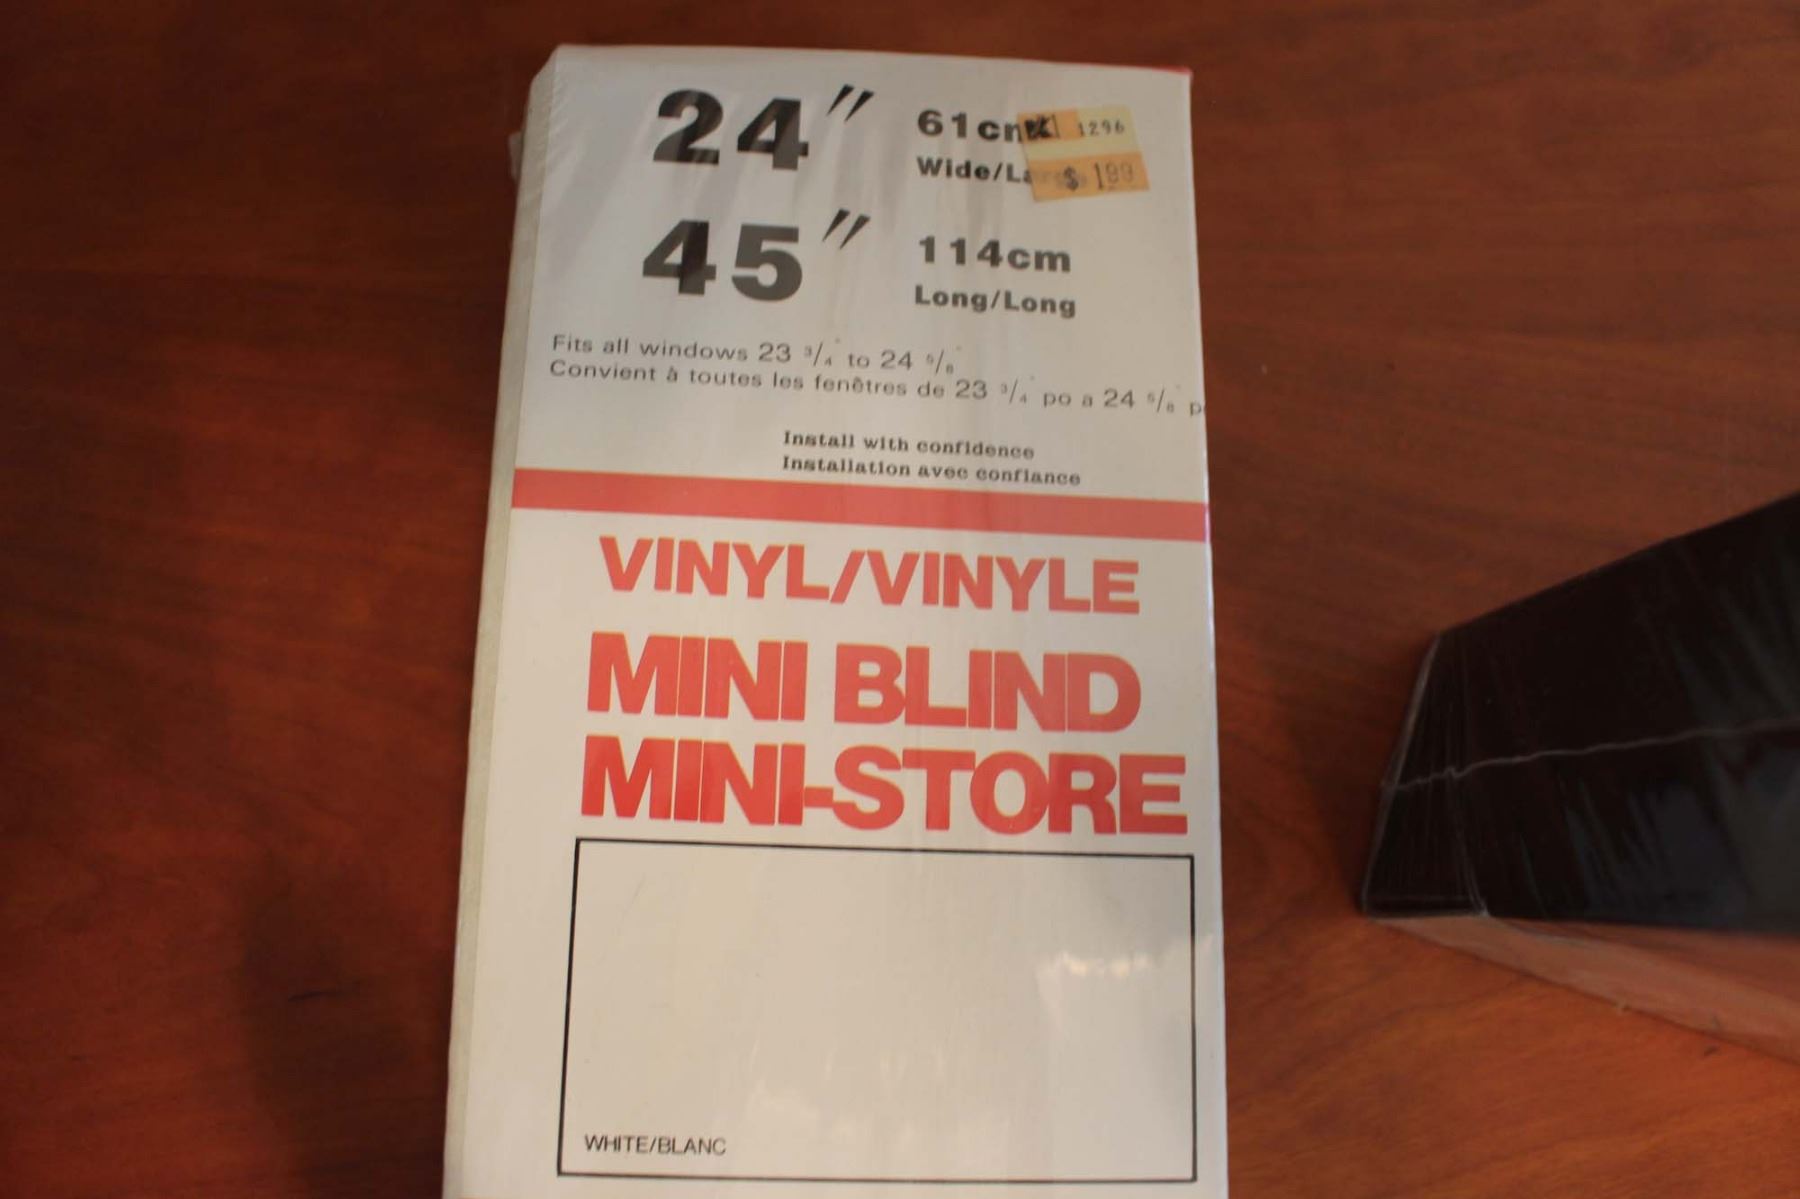 24" 61cm
1296
Wide/La
$ 1.99
45" 114cm
Long/Long
Fits all windows 23 3/4" to 24 5/8"
Convient à toutes les fenêtres de 23 3/4" po a 24 5/8" p
Install with confidence
Installation avec confiance
VINYL/VINYLE
MINI BLIND
MINI-STORE
WHITE/BLANC